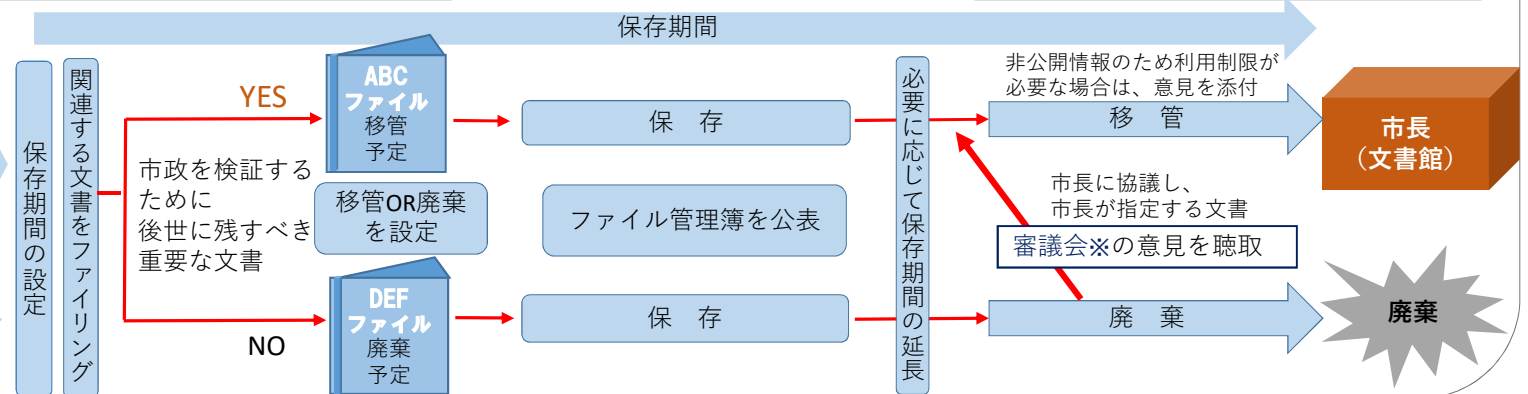 保存期間
保存期間の設定
関連する文書をファイリング
YES
市政を検証する
ために
後世に残すべき
重要な文書
NO
ABC
ファイル
移管
予定
移管OR廃棄
を設定
DEF
ファイル
廃棄
予定
保 存
ファイル管理簿を公表
保 存
必要に応じて保存期間の延長
非公開情報のため利用制限が
必要な場合は、意見を添付
移 管
市長に協議し、
市長が指定する文書
審議会※の意見を聴取
廃 棄
市長
（文書館）
廃棄